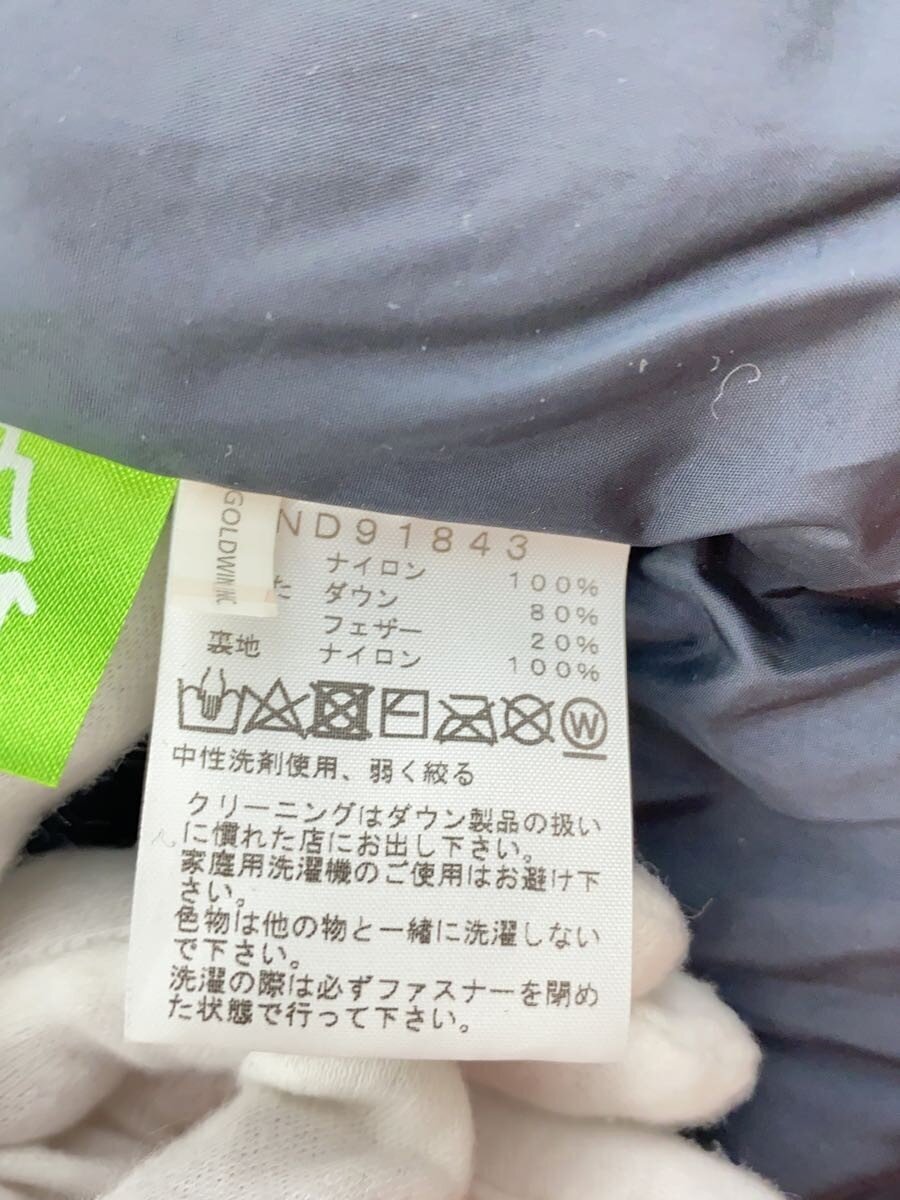 GOLDWIN INC
ND91843
ナイロン 100%
た ダウン 80%
フェザー 20%
裏地 ナイロン 100%
W
中性洗剤使用、弱く絞る
クリーニングはダウン製品の扱い
に慣れた店にお出し下さい。
家庭用洗濯機のご使用はお避け下
さい。
色物は他の物と一緒に洗濯しない
で下さい。
洗濯の際は必ずファスナーを閉め
た状態で行って下さい。